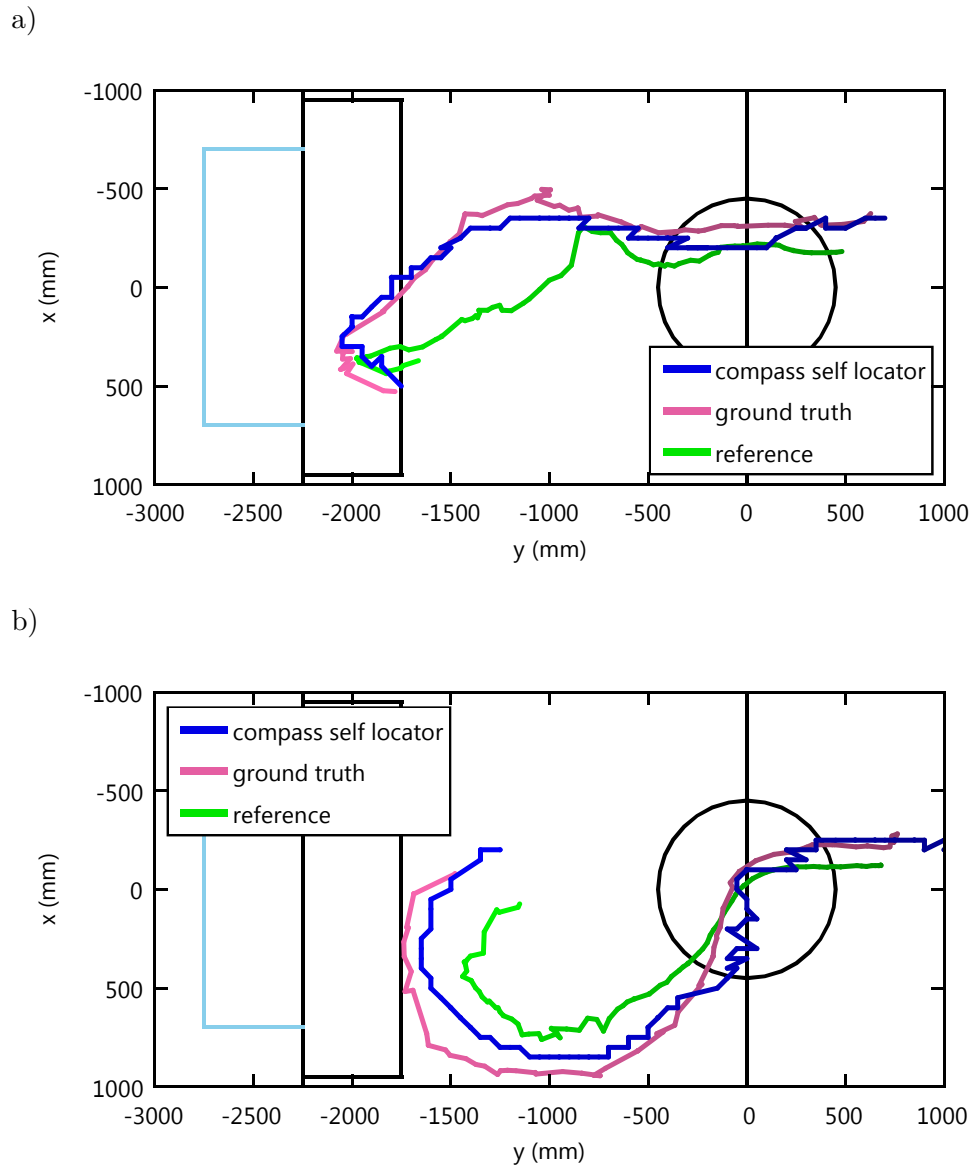 a)
-1000
-500
0
500
1000
x (mm)
compass self locator
ground truth
reference
-3000 -2500 -2000 -1500 -1000 -500 0 500 1000
y (mm)
b)
-1000
-500
0
500
1000
x (mm)
compass self locator
ground truth
reference
-3000 -2500 -2000 -1500 -1000 -500 0 500 1000
y (mm)